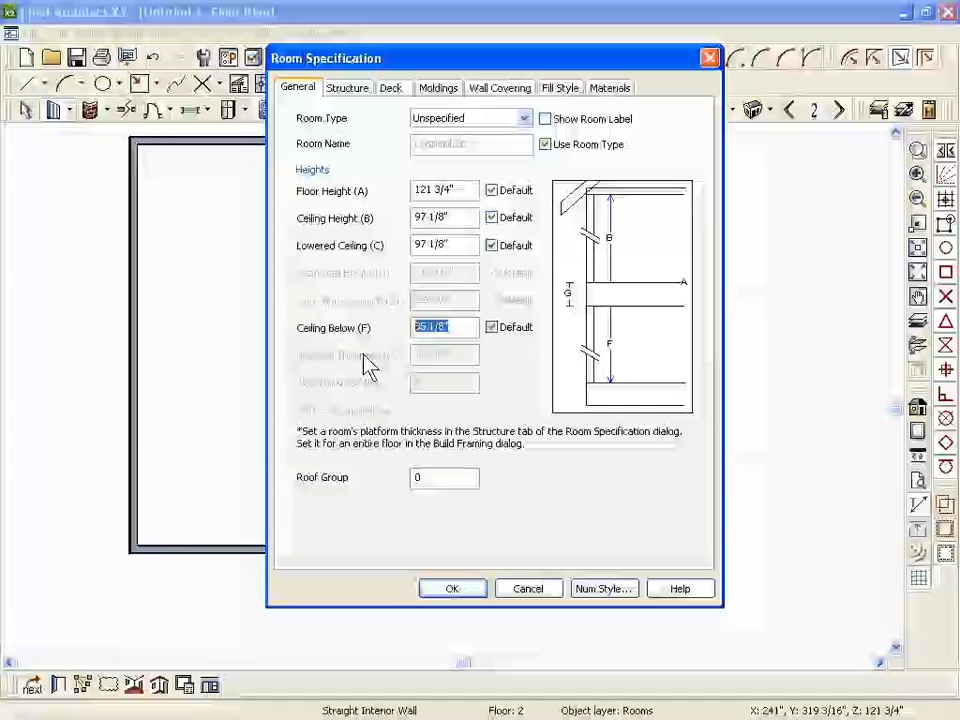 Room Specification
General Structure Deck Moldings Wall Covering Fill Style Materials
Room Type Unspecified Show Room Label
Room Name Use Room Type
Heights
Floor Height (A) 121 3/4" Default
Ceiling Height (B) 97 1/8" Default
B
Lowered Ceiling (C) 97 1/8" Default
A
G
Ceiling Below (F) Default
F
*Set a room's platform thickness in the Structure tab of the Room Specification dialog.
Set it for an entire floor in the Build Framing dialog.
Roof Group 0
OK Cancel Num Style... Help
next
Straight Interior Wall Floor: 2 Object layer: Rooms X: 241", Y: 319 3/16", Z: 121 3/4"